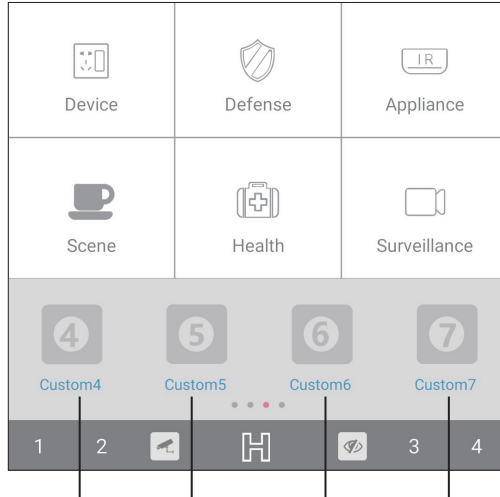 IR
Device Defense Appliance
Scene Health Surveillance
4 5 6 7
Custom4 Custom5 Custom6 Custom7
1 2 H 3 4